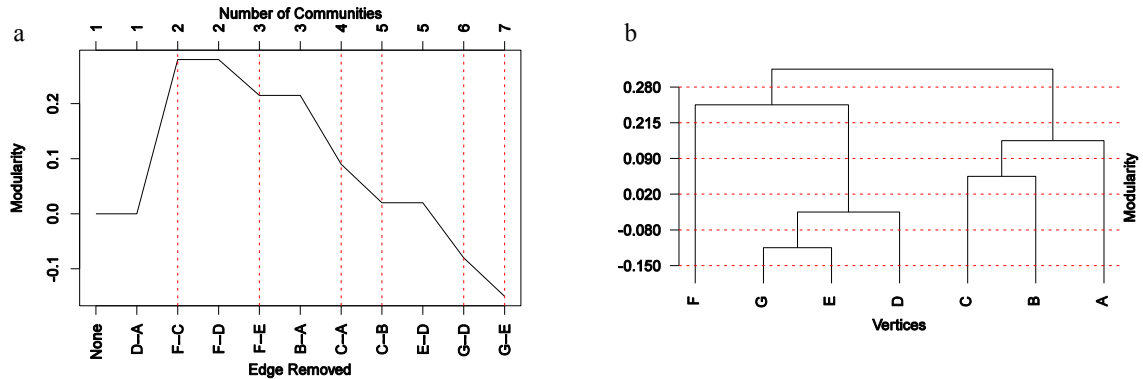 a
Number of Communities
1 1 2 2 3 3 4 5 5 6 7
Modularity
0.2
0.1
0.0
-0.1
None D–A F–C F–D F–E B–A C–A C–B E–D G–D G–E
Edge Removed
b
0.280
0.215
0.090
0.020
-0.080
-0.150
Modularity
F G E D C B A
Vertices